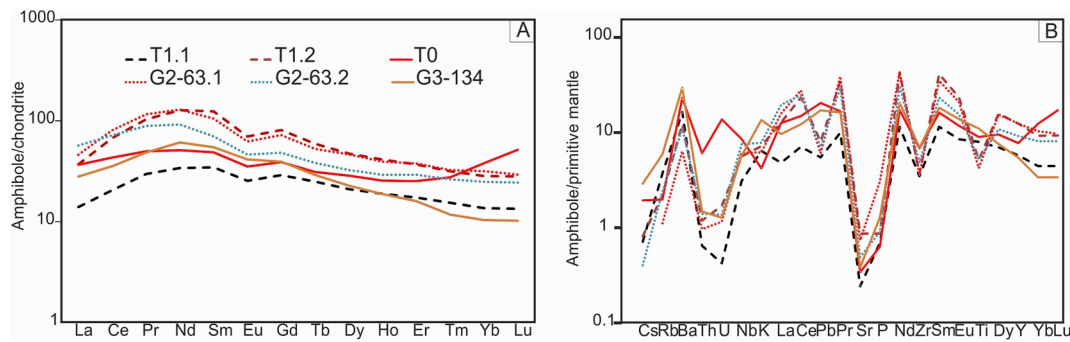 1000
100
10
1
Amphibole/chondrite
A
T1.1 T1.2 T0
G2-63.1 G2-63.2 G3-134
La Ce Pr Nd Sm Eu Gd Tb Dy Ho Er Tm Yb Lu
100
10
1
0.1
Amphibole/primitive mantle
B
CsRbBaThU NbK LaCePbPr Sr P NdZrSmEuTi DyY YbLu